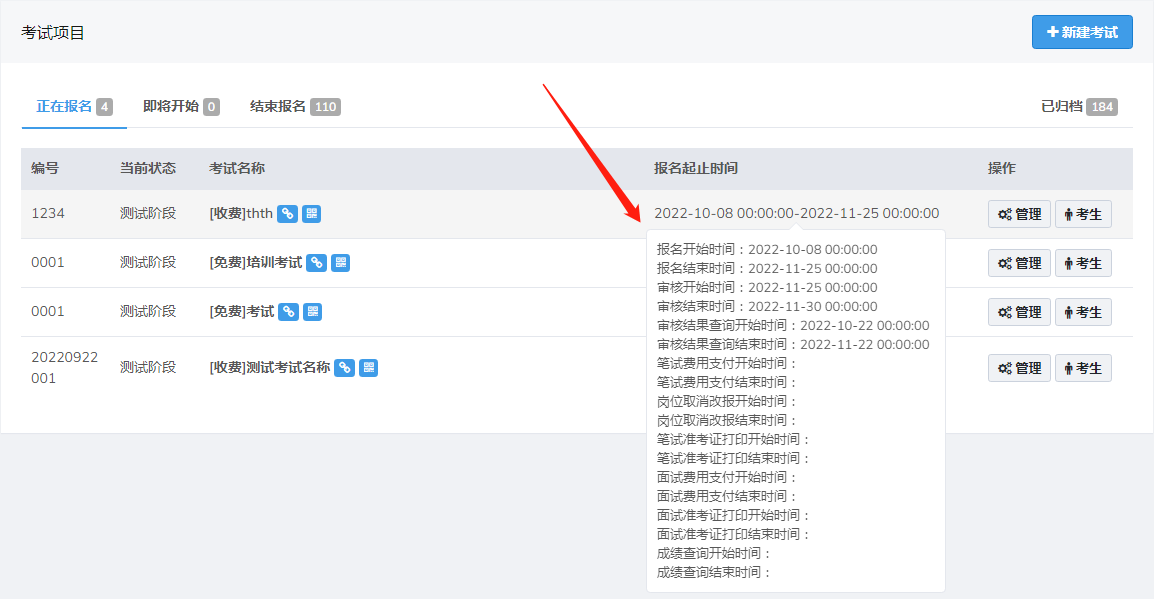 考试项目
新建考试
正在报名 4 即将开始 0 结束报名 110 已归档 184
编号 当前状态 考试名称 报名起止时间 操作
1234 测试阶段 [收费]thth 2022-10-08 00:00:00-2022-11-25 00:00:00 管理 考生
0001 测试阶段 [免费]培训考试 管理 考生
0001 测试阶段 [免费]考试 管理 考生
20220922
001 测试阶段 [收费]测试考试名称 管理 考生
报名开始时间：2022-10-08 00:00:00
报名结束时间：2022-11-25 00:00:00
审核开始时间：2022-11-25 00:00:00
审核结束时间：2022-11-30 00:00:00
审核结果查询开始时间：2022-10-22 00:00:00
审核结果查询结束时间：2022-11-22 00:00:00
笔试费用支付开始时间：
笔试费用支付结束时间：
岗位取消改报开始时间：
岗位取消改报结束时间：
笔试准考证打印开始时间：
笔试准考证打印结束时间：
面试费用支付开始时间：
面试费用支付结束时间：
面试准考证打印开始时间：
面试准考证打印结束时间：
成绩查询开始时间：
成绩查询结束时间：